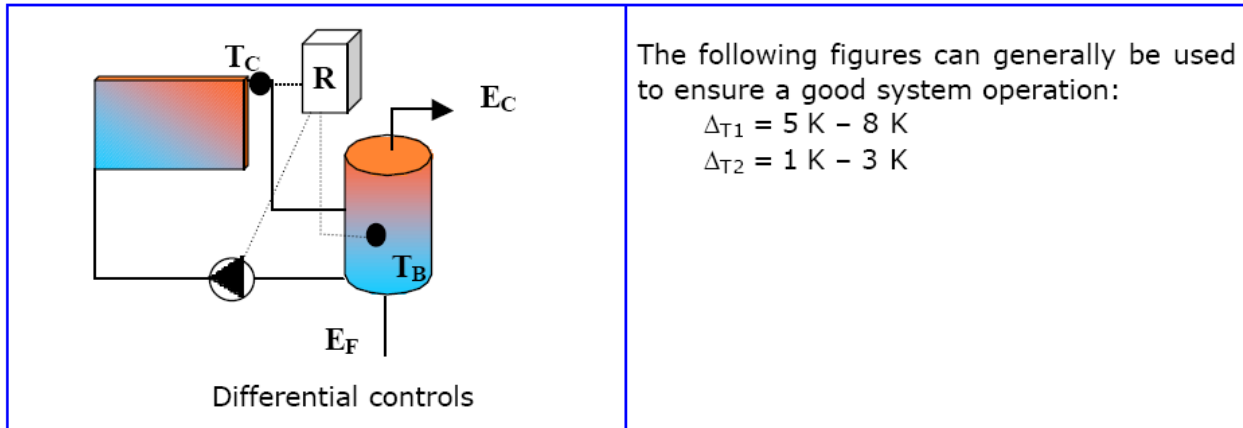 T_C
R
E_C
T_B
E_F
Differential controls
The following figures can generally be used
to ensure a good system operation:
Δ_T1 = 5 K – 8 K
Δ_T2 = 1 K – 3 K